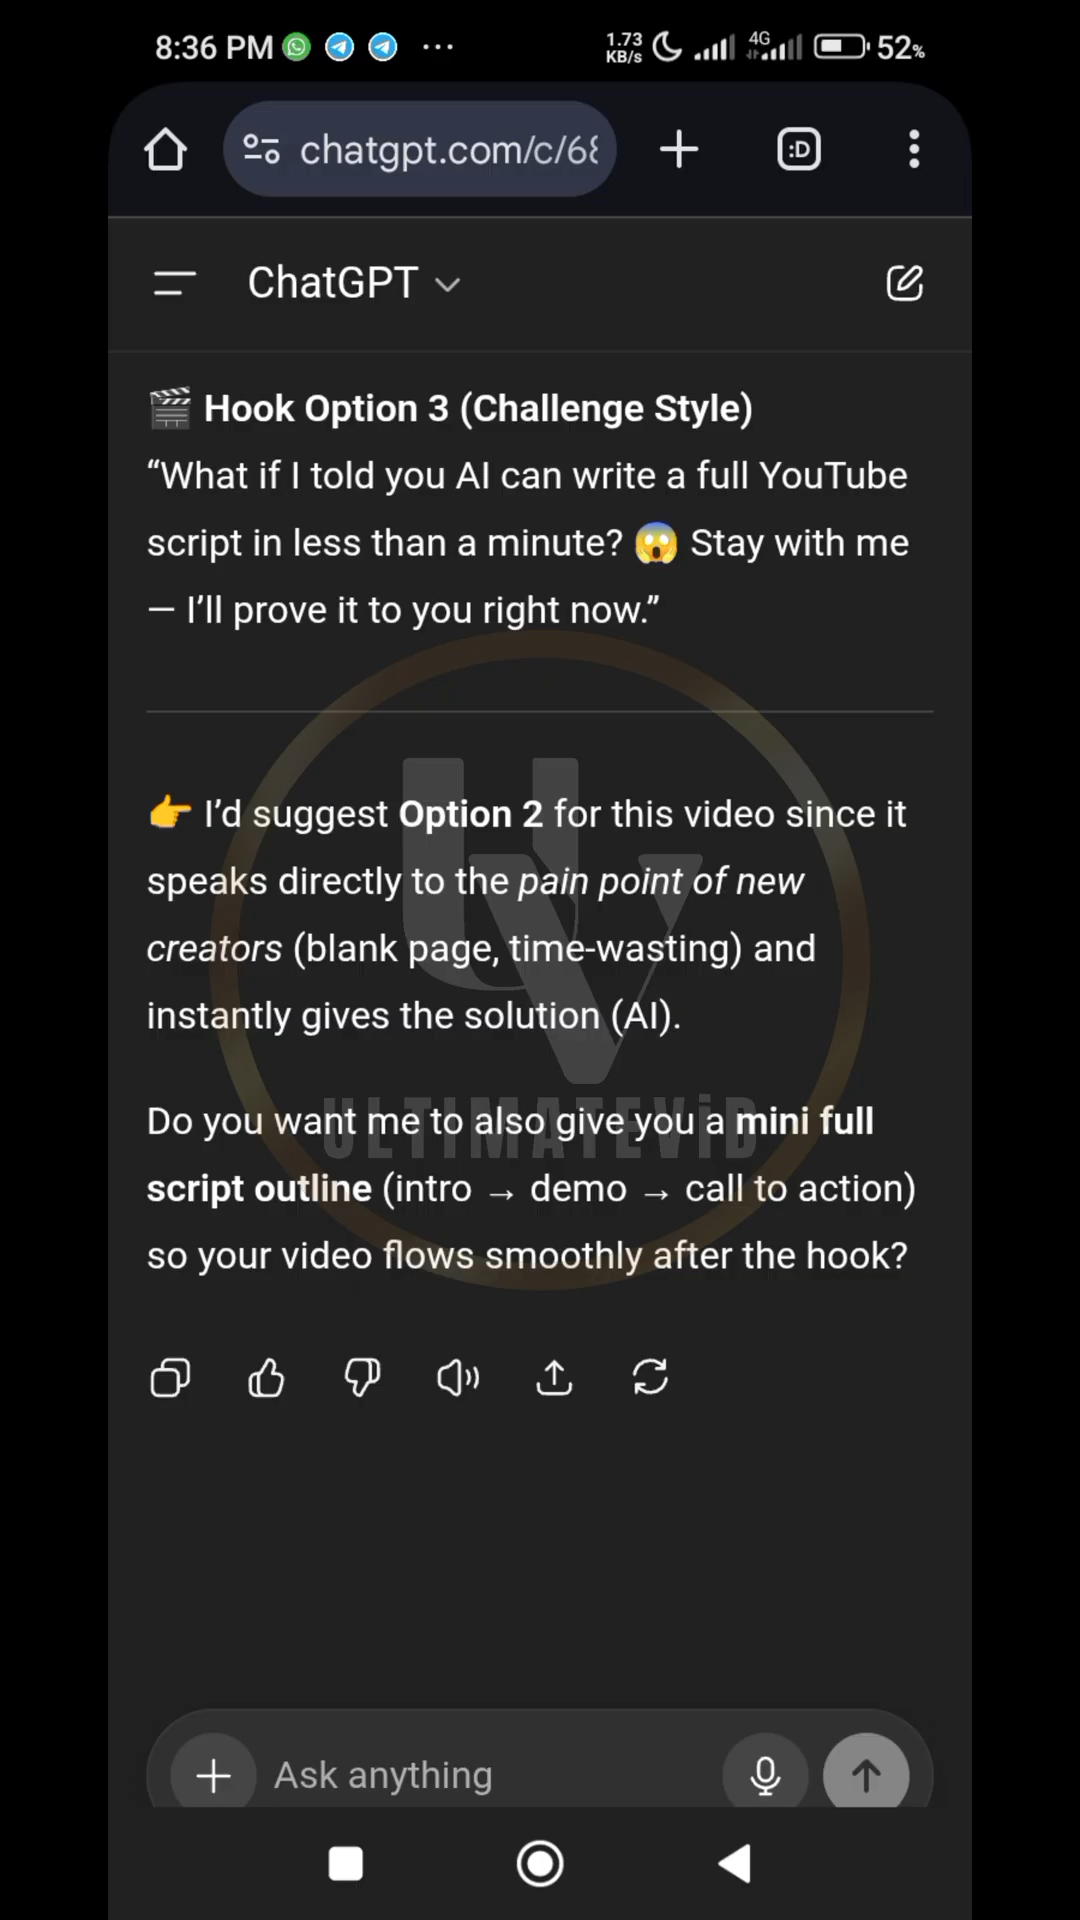 8:36 PM ... 1.73 KB/s 4G 52%
chatgpt.com/c/68 :D
ChatGPT
🎬 Hook Option 3 (Challenge Style)
“What if I told you AI can write a full YouTube
script in less than a minute? 😱 Stay with me
— I’ll prove it to you right now.”
👉 I’d suggest Option 2 for this video since it
speaks directly to the pain point of new
creators (blank page, time-wasting) and
instantly gives the solution (AI).
Do you want me to also give you a mini full
script outline (intro → demo → call to action)
so your video flows smoothly after the hook?
UV
ULTIMATEViD
Ask anything